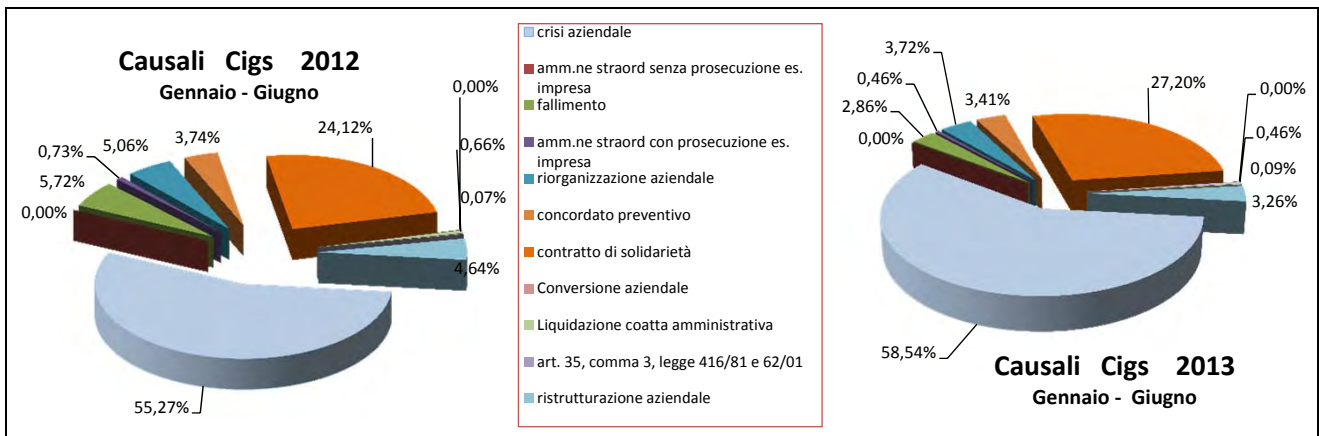 Causali Cigs 2012
Gennaio - Giugno
0,00%
24,12%
3,74%
0,66%
5,06%
0,73%
0,07%
5,72%
0,00%
4,64%
55,27%
crisi aziendale
amm.ne straord senza prosecuzione es.
impresa
fallimento
amm.ne straord con prosecuzione es.
impresa
riorganizzazione aziendale
concordato preventivo
contratto di solidarietà
Conversione aziendale
Liquidazione coatta amministrativa
art. 35, comma 3, legge 416/81 e 62/01
ristrutturazione aziendale
3,72%
27,20%
0,46%
0,00%
3,41%
2,86%
0,46%
0,00%
0,09%
3,26%
58,54%
Causali Cigs 2013
Gennaio - Giugno